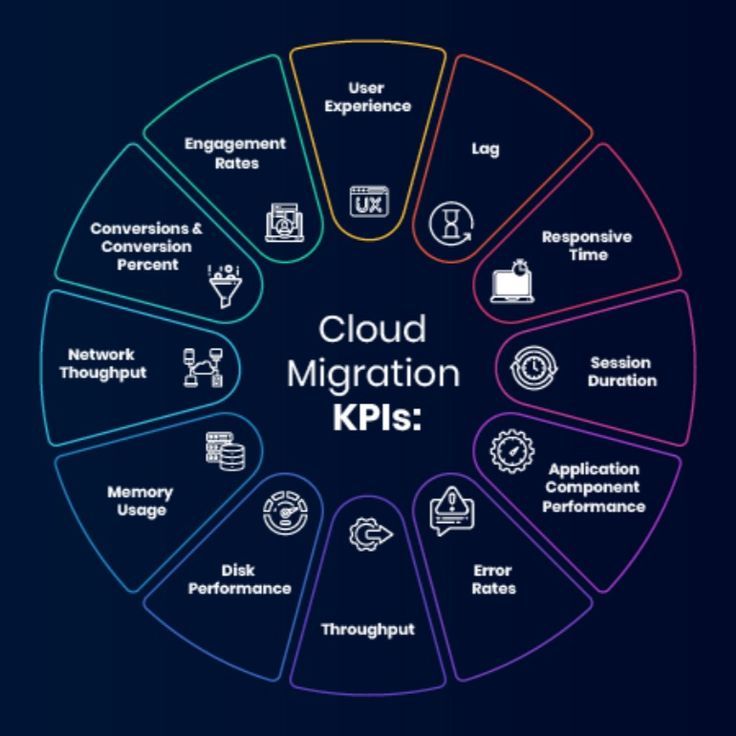 User
Experience
Lag
Responsive
Time
Session
Duration
Application
Component
Performance
Error
Rates
Throughput
Disk
Performance
Memory
Usage
Network
Thoughput
Conversions &
Conversion
Percent
Engagement
Rates
UX
Cloud
Migration
KPIs: